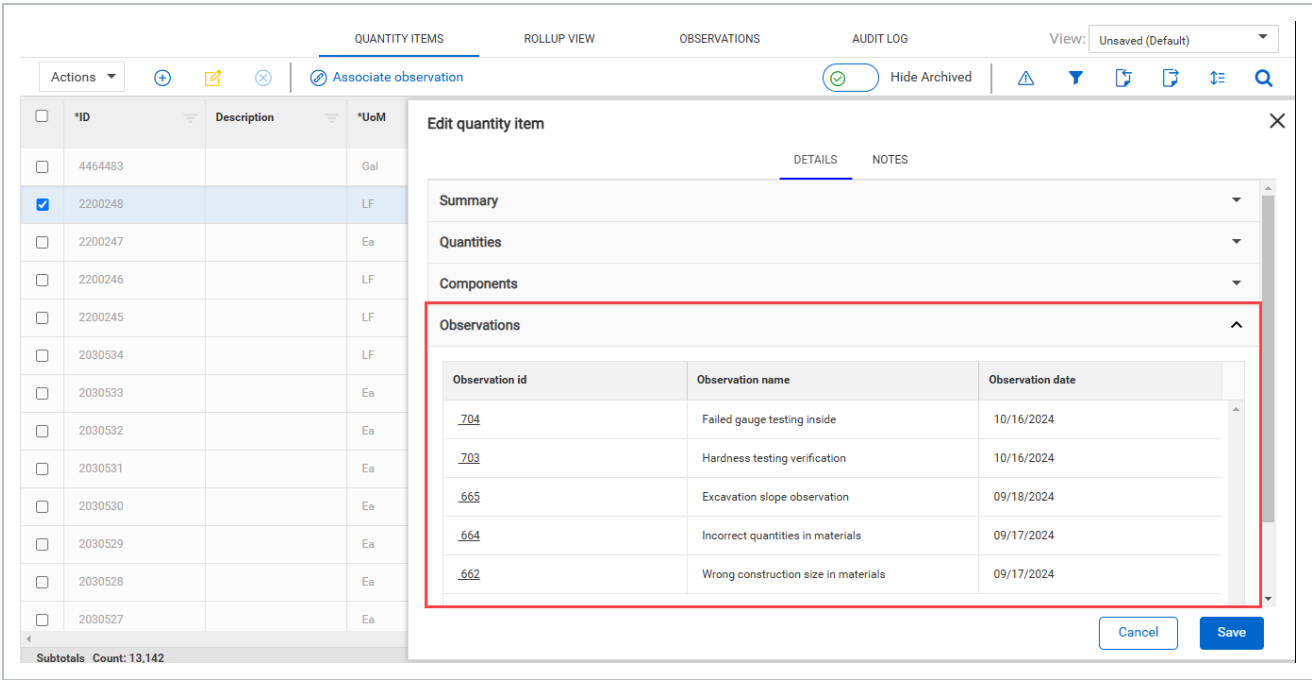 QUANTITY ITEMS ROLLUP VIEW OBSERVATIONS AUDIT LOG View: Unsaved (Default)
Actions Associate observation Hide Archived
*ID Description *UoM
4464483 Gal
2200248 LF
2200247 Ea
2200246 LF
2200245 LF
2030534 LF
2030533 Ea
2030532 Ea
2030531 Ea
2030530 Ea
2030529 Ea
2030528 Ea
2030527 Ea
Subtotals Count: 13,142
Edit quantity item
DETAILS NOTES
Summary
Quantities
Components
Observations
Observation id Observation name Observation date
704 Failed gauge testing inside 10/16/2024
703 Hardness testing verification 10/16/2024
665 Excavation slope observation 09/18/2024
664 Incorrect quantities in materials 09/17/2024
662 Wrong construction size in materials 09/17/2024
Cancel Save